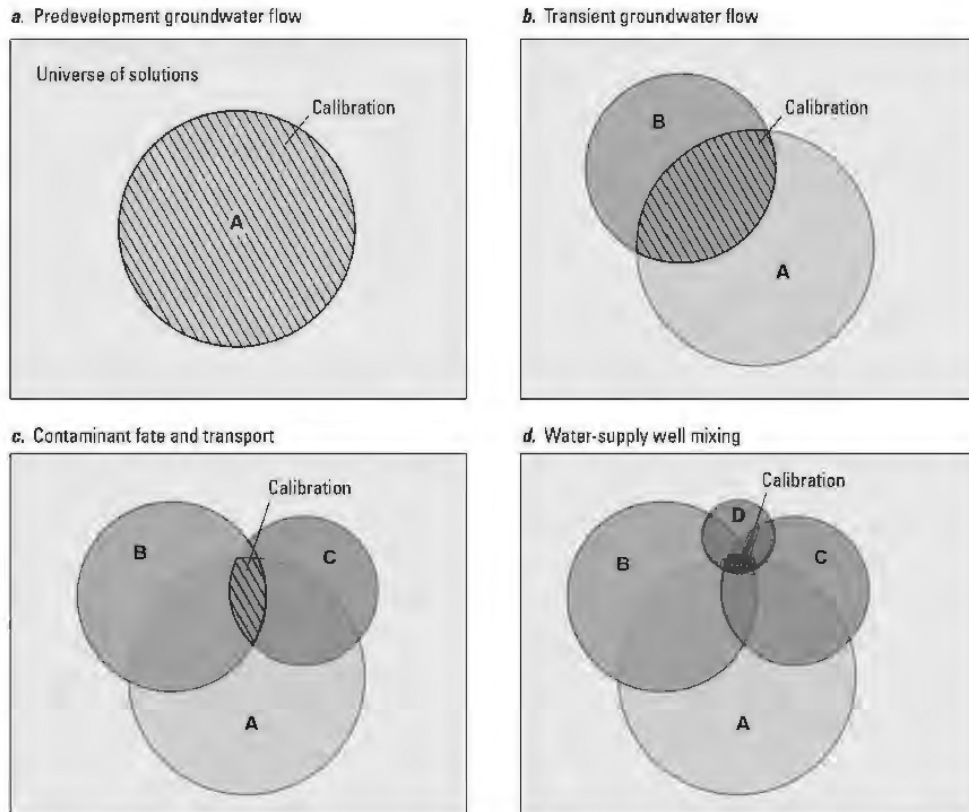 a. Predevelopment groundwater flow
Universe of solutions
Calibration
A
b. Transient groundwater flow
B
Calibration
A
c. Contaminant fate and transport
Calibration
B
C
A
d. Water-supply well mixing
Calibration
D
B
C
A